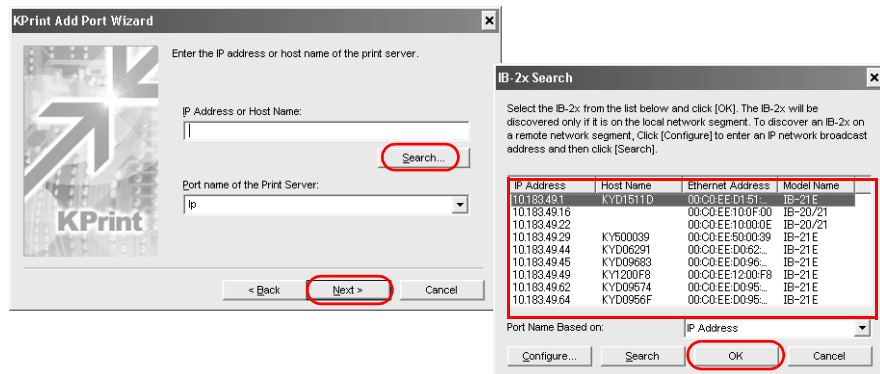 KPrint Add Port Wizard
Enter the IP address or host name of the print server.
IP Address or Host Name:
Search...
Port name of the Print Server:
lp
KPrint
< Back
Next >
Cancel
IB-2x Search
Select the IB-2x from the list below and click [OK]. The IB-2x will be
discovered only if it is on the local network segment. To discover an IB-2x on
a remote network segment, Click [Configure] to enter an IP network broadcast
address and then click [Search].
IP Address Host Name Ethernet Address Model Name
10.183.49.1 KYD1511D 00:C0:EE:D1:51:... IB-21E
10.183.49.16 00:C0:EE:10:0F:00 IB-20/21
10.183.49.22 00:C0:EE:10:00:0E IB-20/21
10.183.49.29 KY500039 00:C0:EE:50:00:39 IB-21E
10.183.49.44 KYD06291 00:C0:EE:D0:62:... IB-21E
10.183.49.45 KYD09683 00:C0:EE:D0:96:... IB-21E
10.183.49.49 KY1200F8 00:C0:EE:12:00:F8 IB-21E
10.183.49.62 KYD09574 00:C0:EE:D0:95:... IB-21E
10.183.49.64 KYD0956F 00:C0:EE:D0:95:... IB-21E
Port Name Based on:
IP Address
Configure...
Search
OK
Cancel